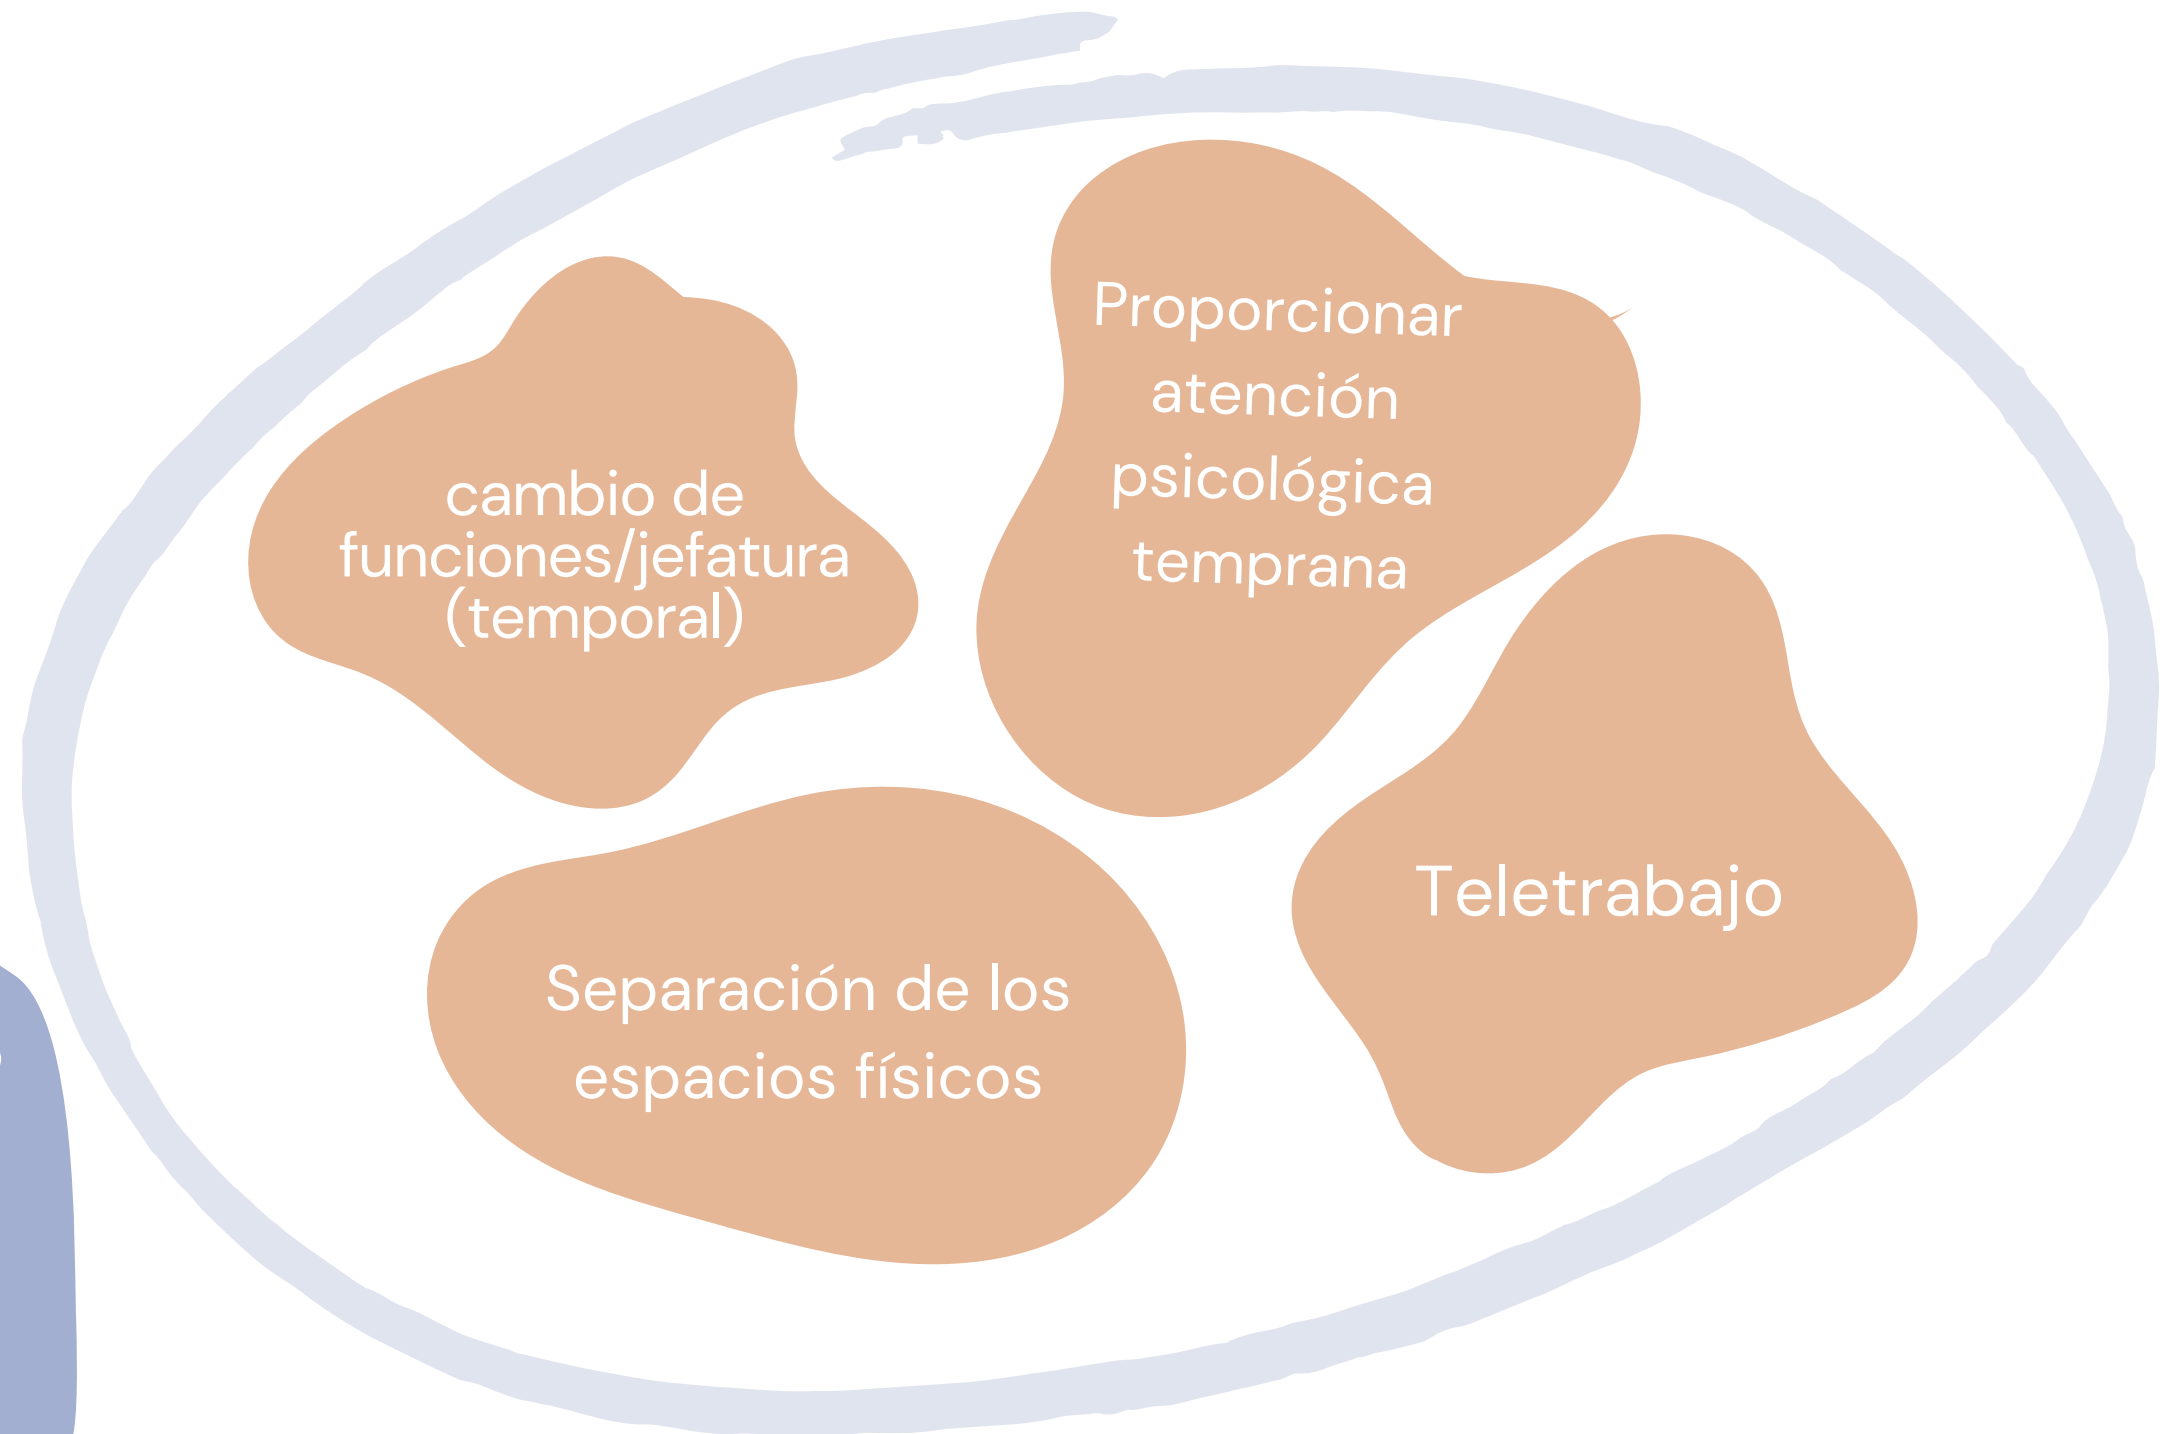 cambio de
funciones/jefatura
(temporal)
Proporcionar
atención
psicológica
temprana
Separación de los
espacios físicos
Teletrabajo